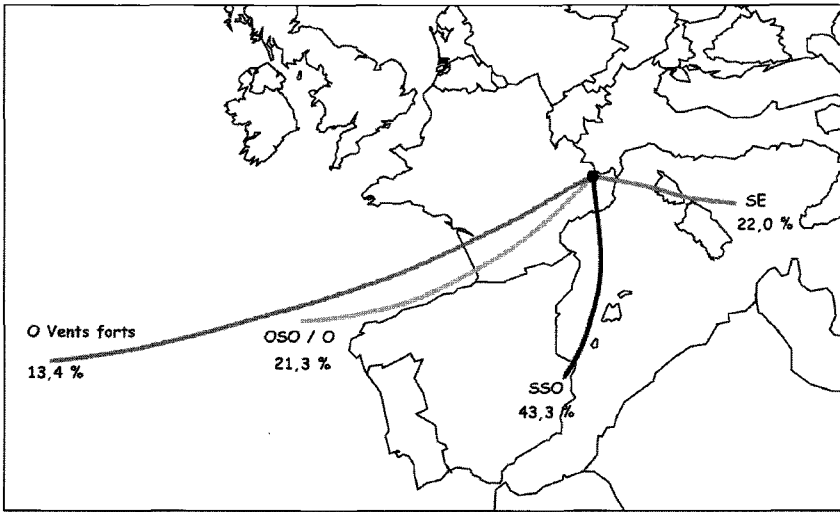 SE
22,0 %
O Vents forts
13,4 %
OSO / O
21,3 %
SSO
43,3 %